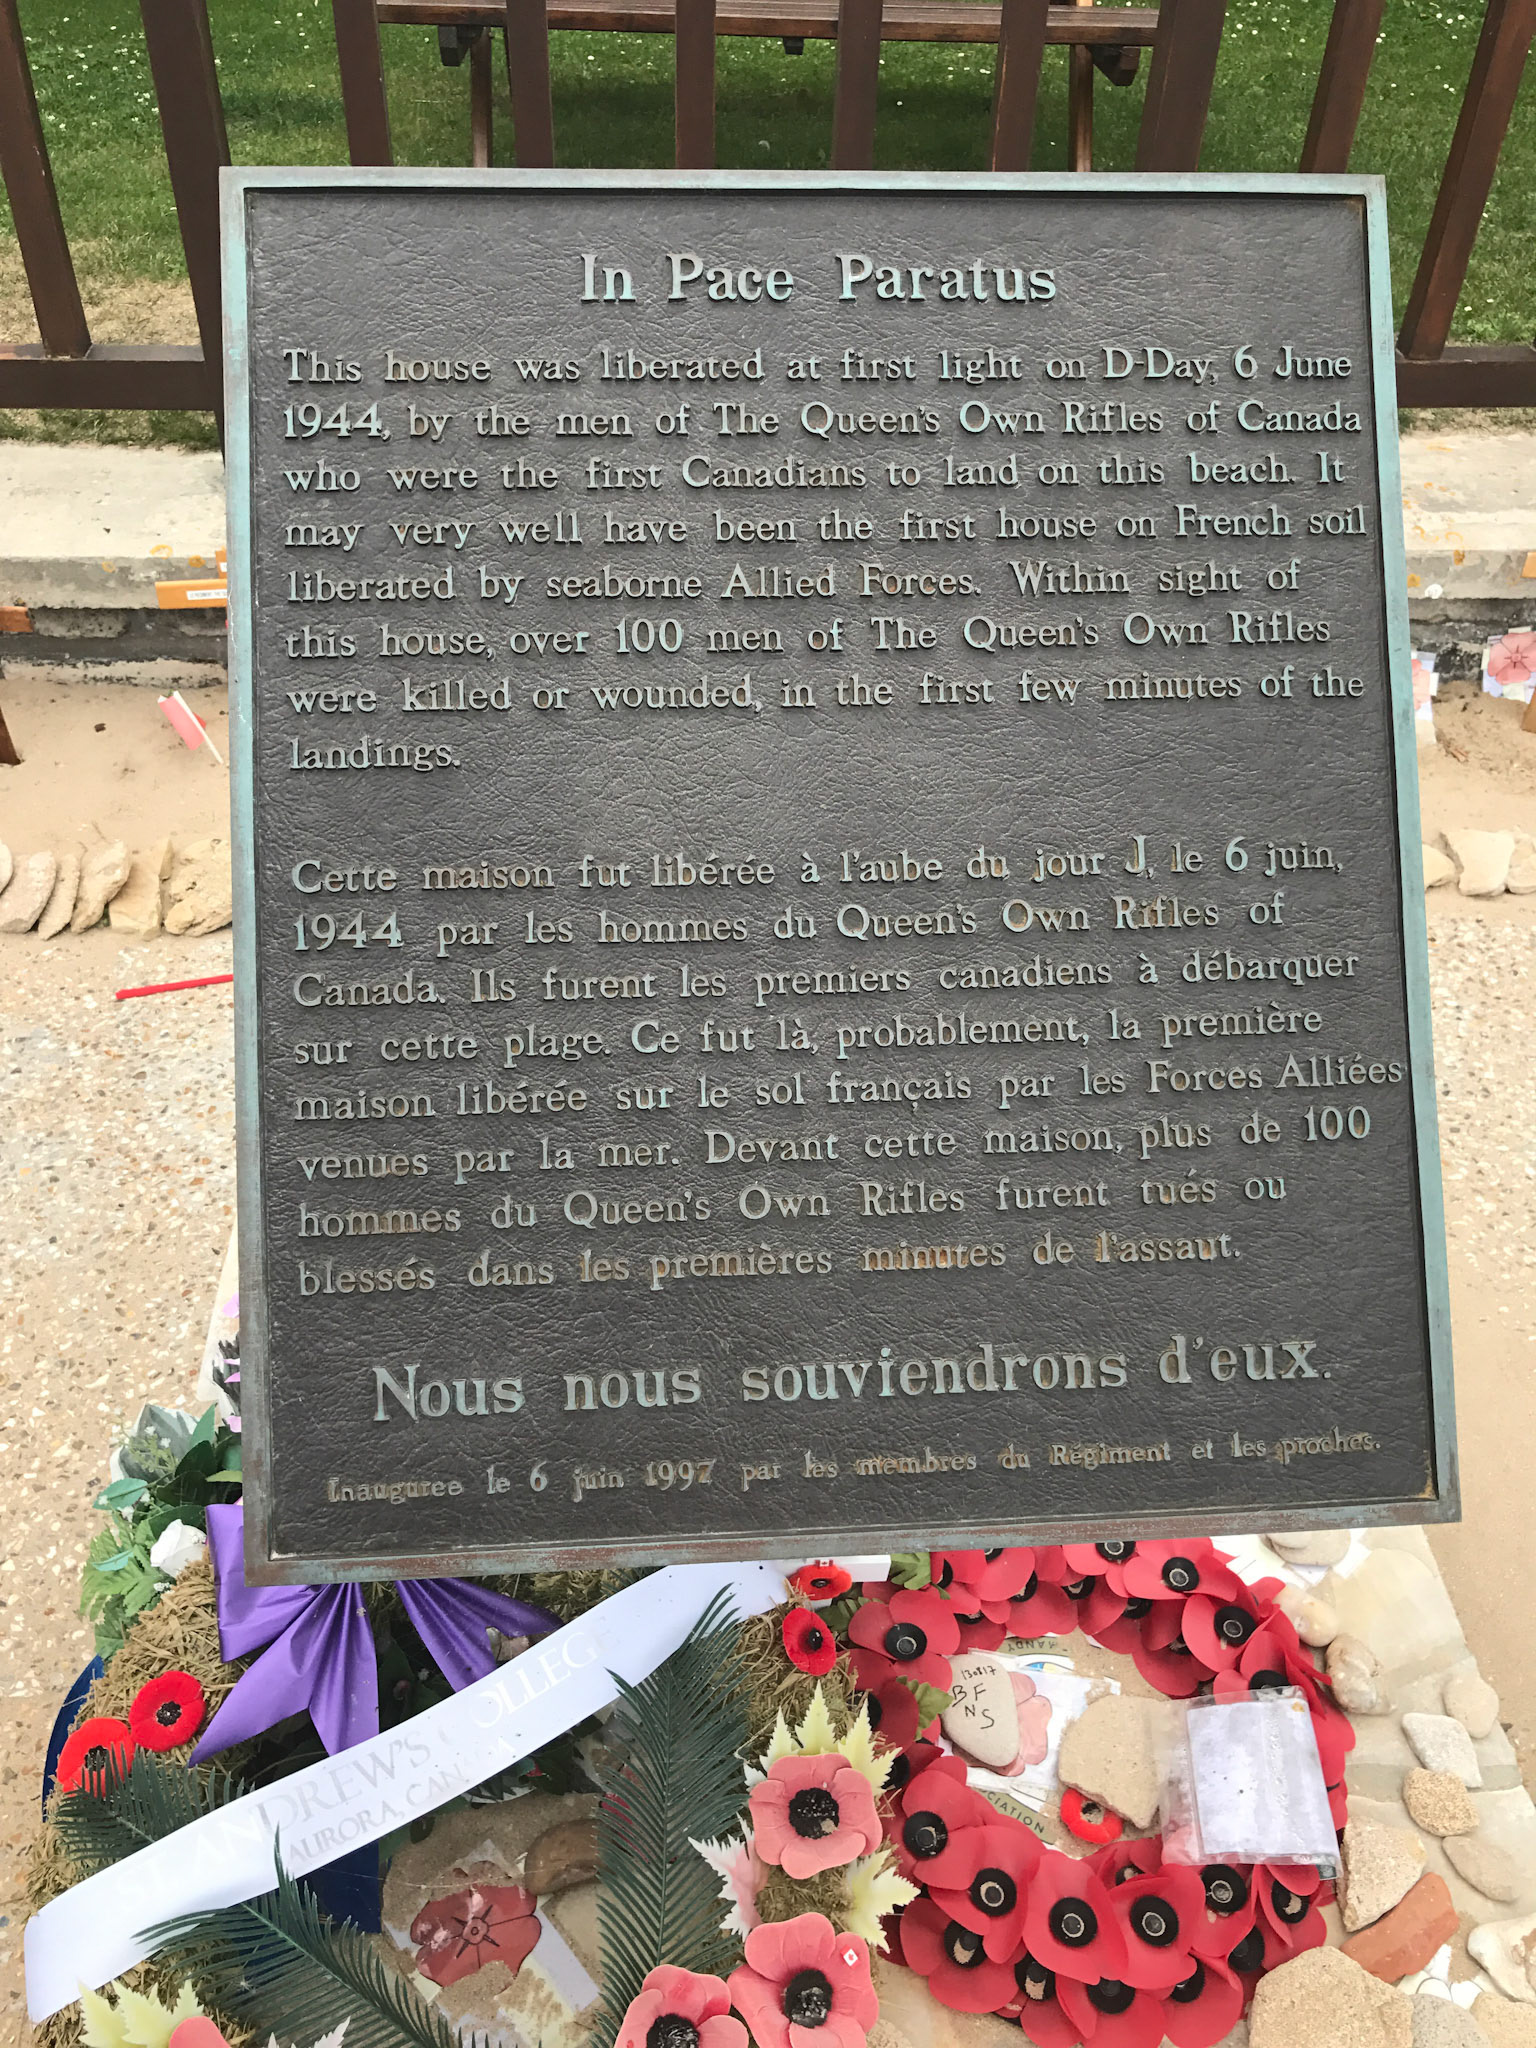 In Pace Paratus
This house was liberated at first light on D-Day, 6 June
1944, by the men of The Queen's Own Rifles of Canada
who were the first Canadians to land on this beach. It
may very well have been the first house on French soil
liberated by seaborne Allied Forces. Within sight of
this house, over 100 men of The Queen's Own Rifles
were killed or wounded, in the first few minutes of the
landings.
Cette maison fut libérée à l'aube du jour J, le 6 juin,
1944 par les hommes du Queen's Own Rifles of
Canada. Ils furent les premiers canadiens à débarquer
sur cette plage. Ce fut là, probablement, la première
maison libérée sur le sol français par les Forces Alliées
venues par la mer. Devant cette maison, plus de 100
hommes du Queen's Own Rifles furent tués ou
blessés dans les premières minutes de l'assaut.
Nous nous souviendrons d'eux.
Inauguree le 6 juin 1997 par les membres du Régiment et les proches.
ST. ANDREW'S COLLEGE
AURORA, CANADA
MANDY
130817
BF
NS
CIATION